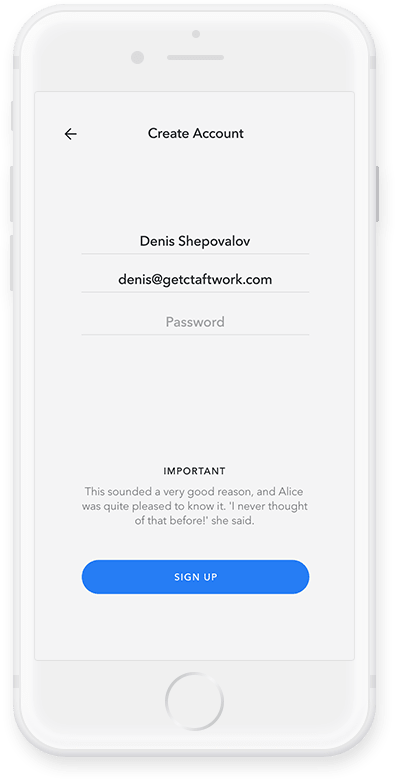 Create Account
Denis Shepovalov
denis@getctaftwork.com
Password
IMPORTANT
This sounded a very good reason, and Alice
was quite pleased to know it. 'I never thought
of that before!' she said.
SIGN UP